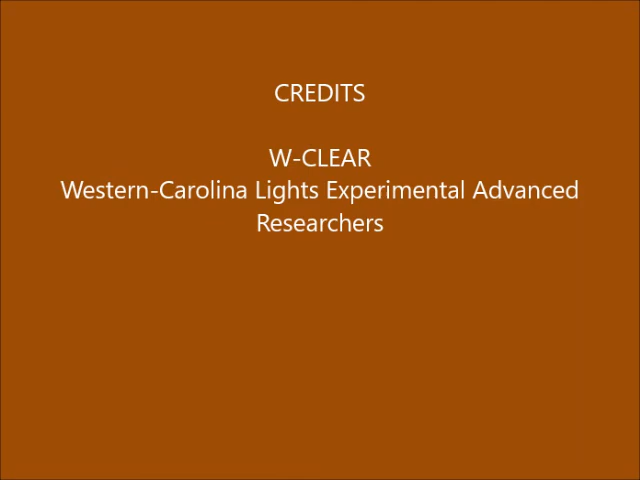 CREDITS
W-CLEAR
Western-Carolina Lights Experimental Advanced
Researchers